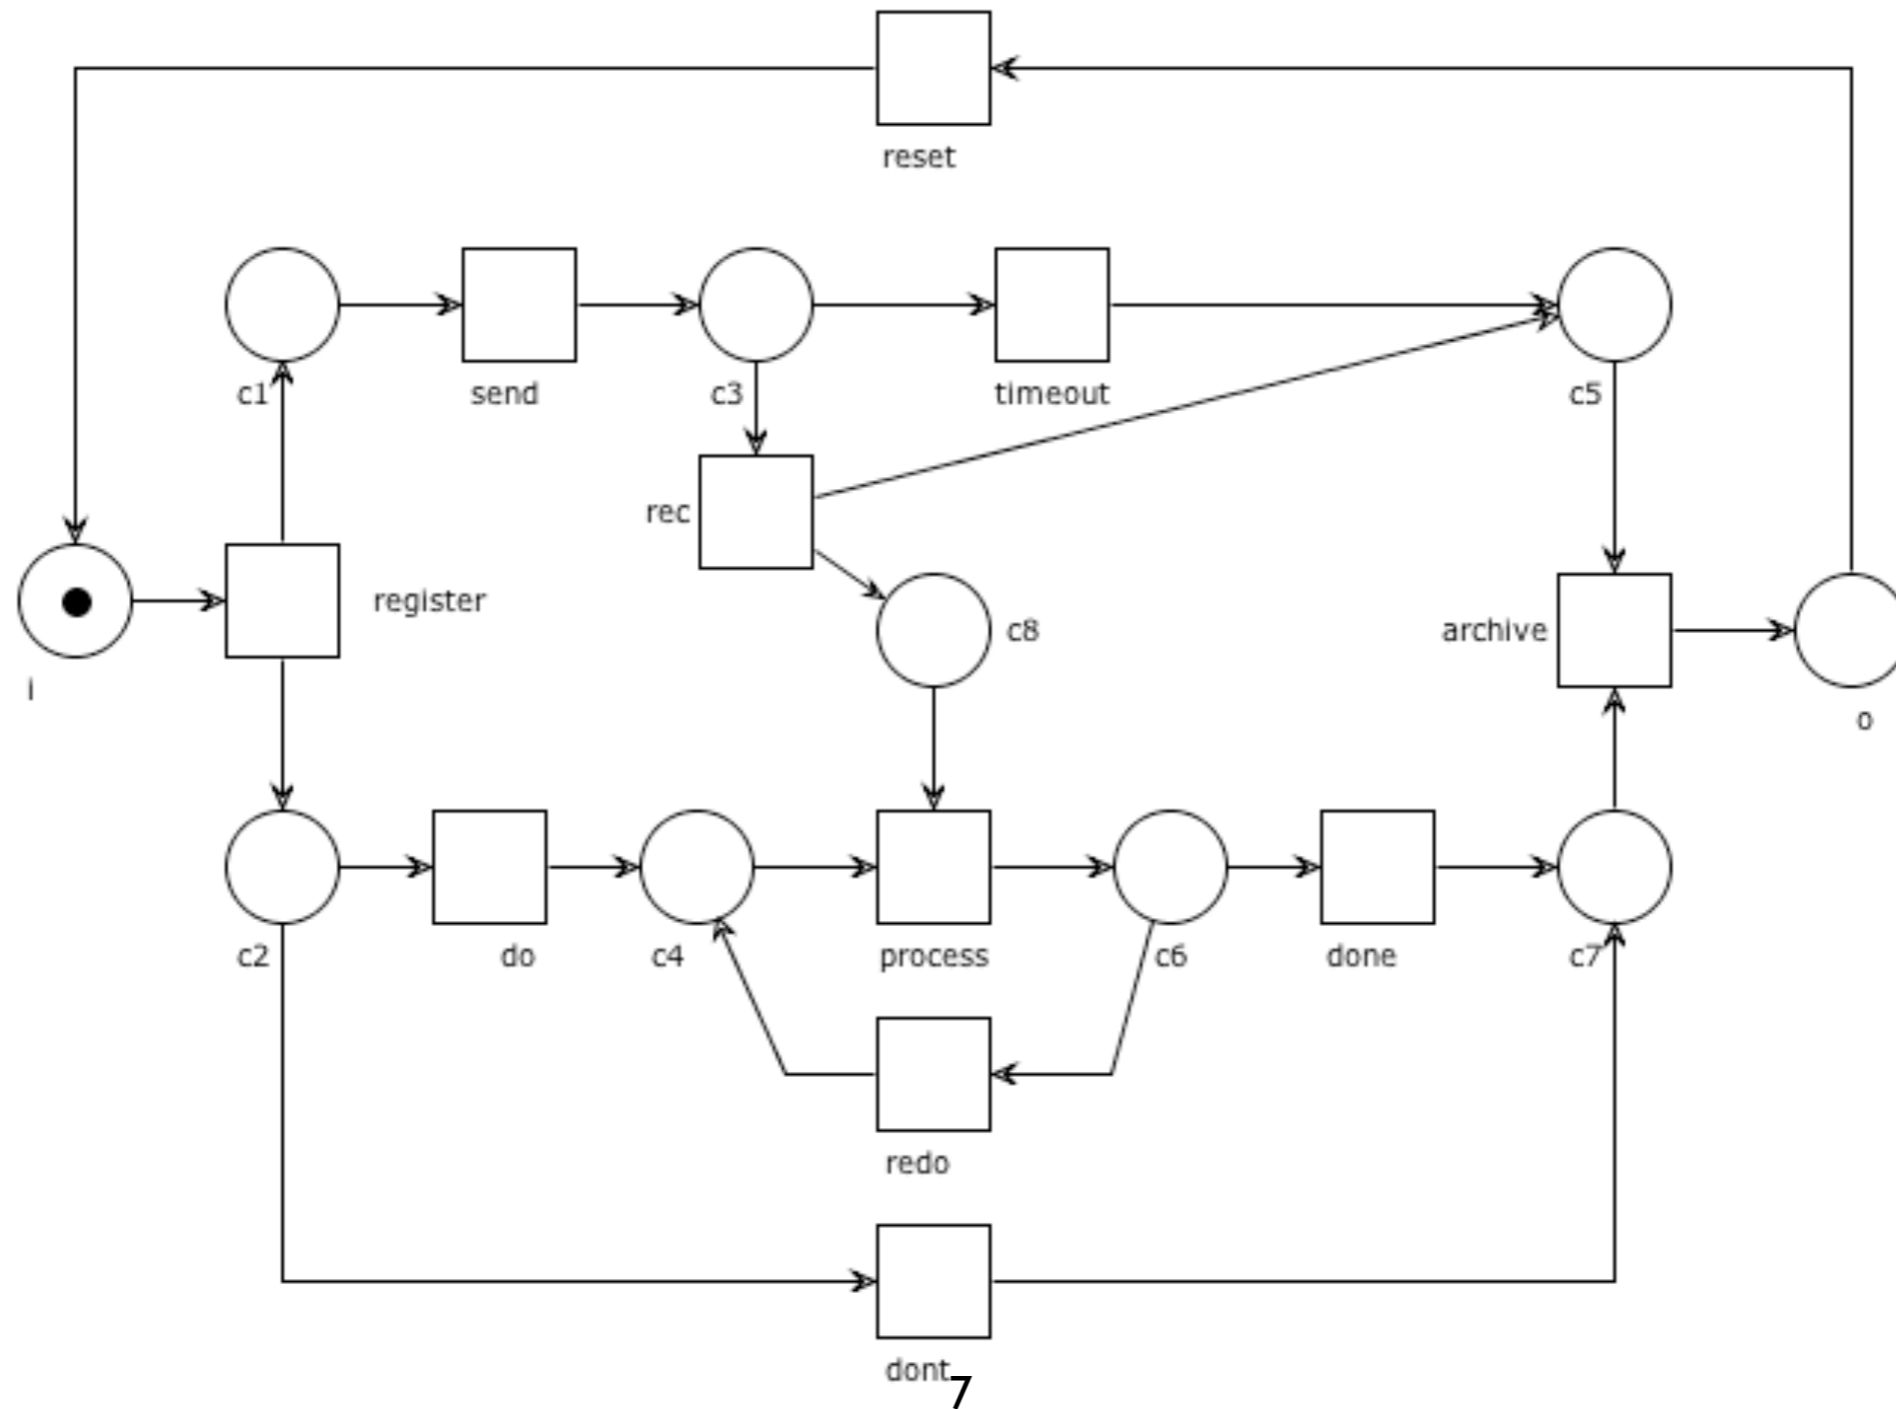 reset
c1
send
c3
timeout
c5
rec
register
c8
archive
i
o
c2
do
c4
process
c6
done
c7
redo
dont
7